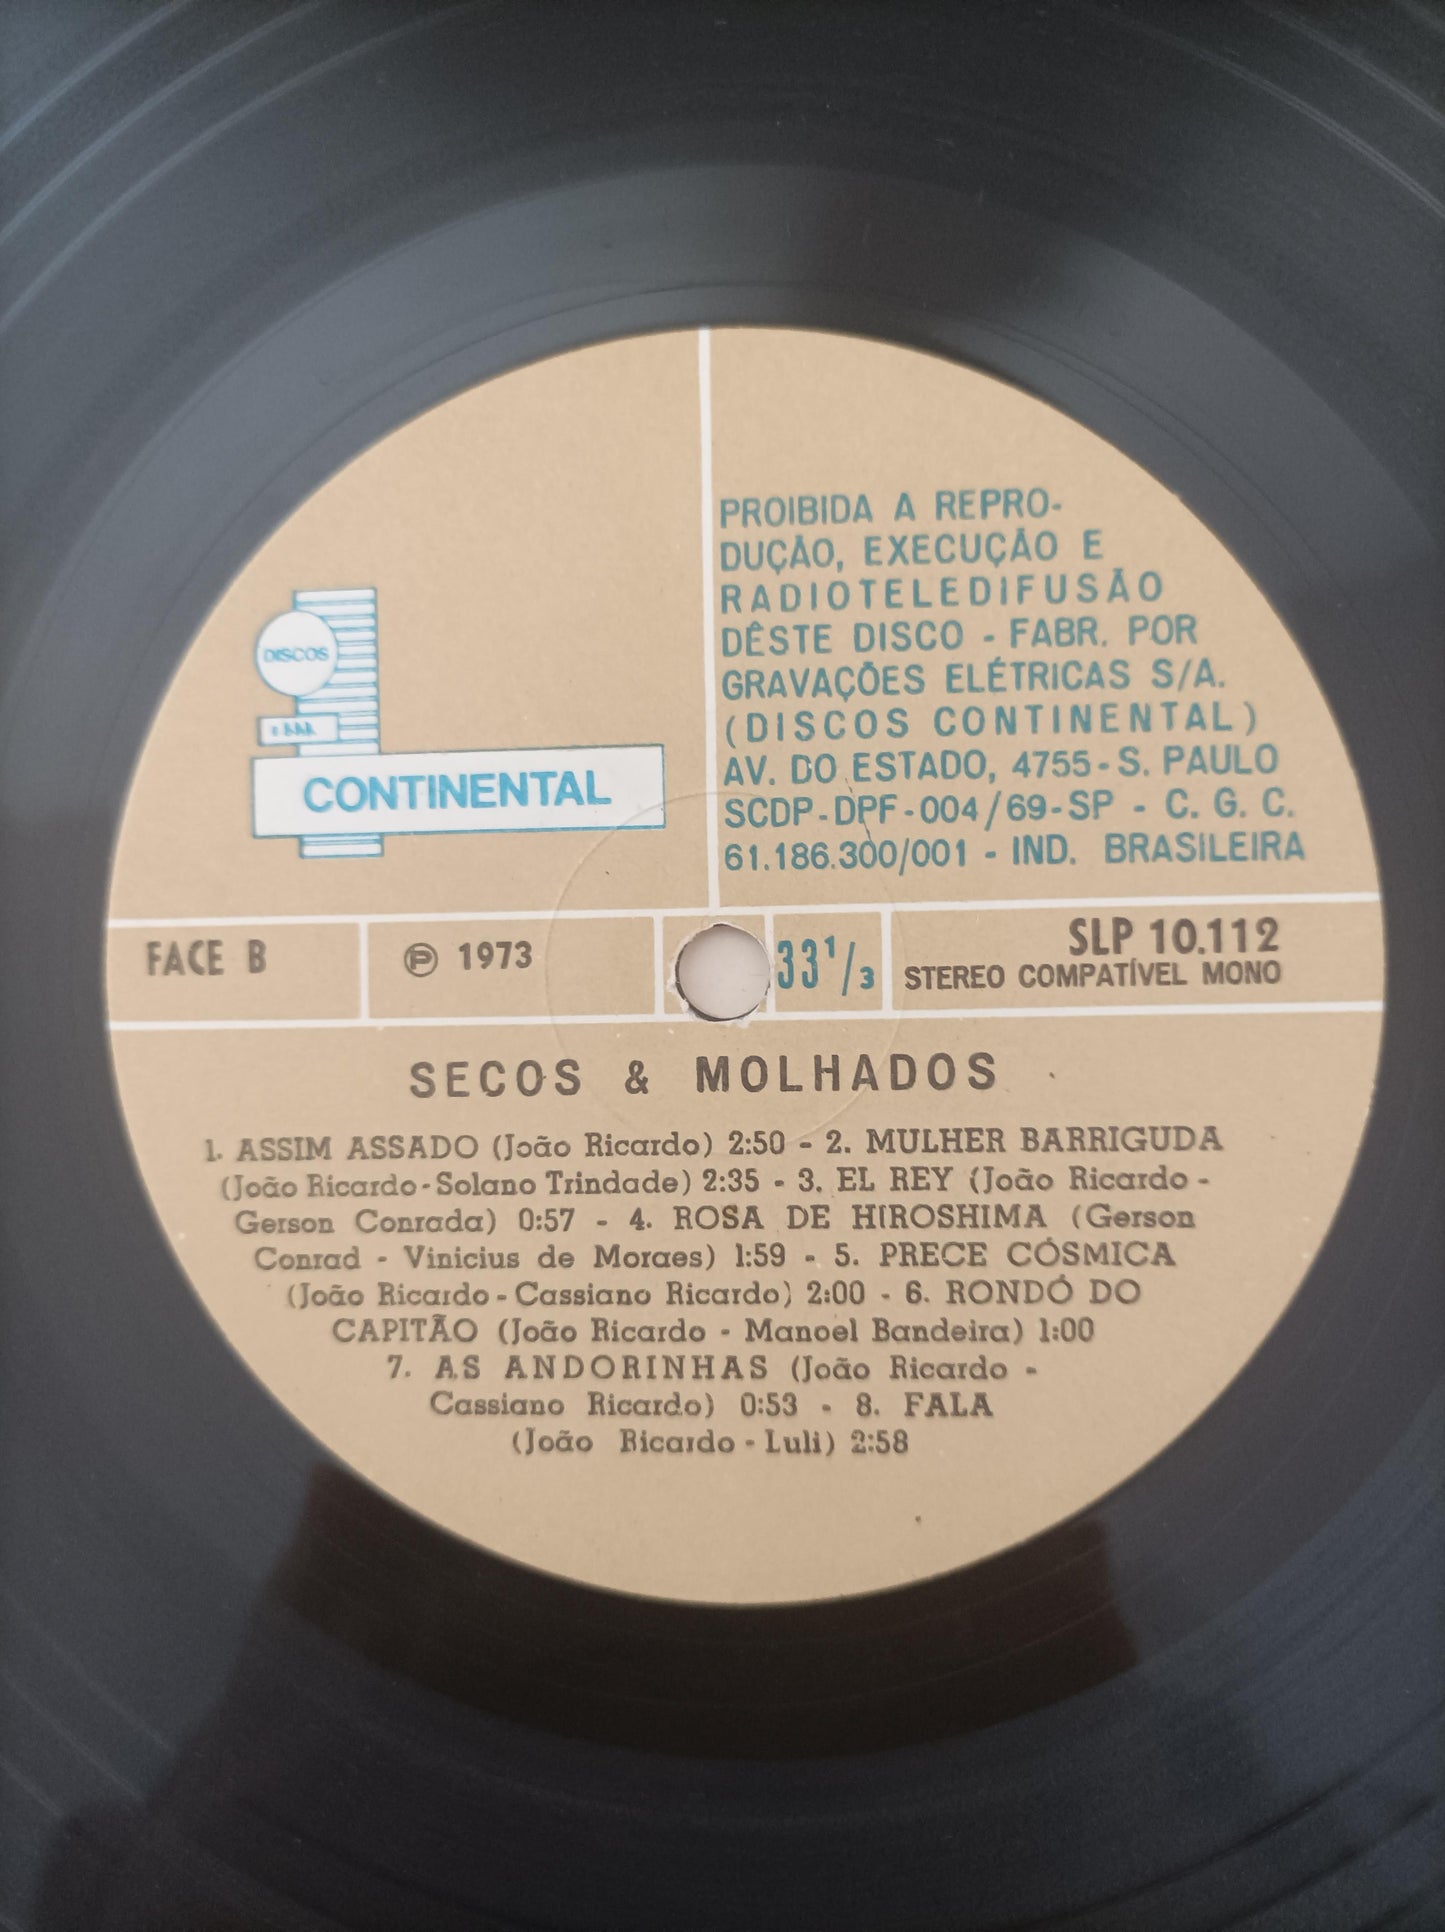 PROIBIDA A REPRO-
DUÇÃO, EXECUÇÃO E
RADIOTELEDIFUSÃO
DÊSTE DISCO - FABR. POR
GRAVAÇÕES ELÉTRICAS S/A.
(DISCOS CONTINENTAL)
AV. DO ESTADO, 4755 - S. PAULO
SCDP - DPF - 004/69 - SP - C. G. C.
61.186.300/001 - IND. BRASILEIRA
DISCOS
CONTINENTAL
FACE B
℗ 1973
33 1/3
SLP 10.112
STEREO COMPATÍVEL MONO
SECOS & MOLHADOS
1. ASSIM ASSADO (João Ricardo) 2:50 - 2. MULHER BARRIGUDA
(João Ricardo - Solano Trindade) 2:35 - 3. EL REY (João Ricardo -
Gerson Conrada) 0:57 - 4. ROSA DE HIROSHIMA (Gerson
Conrad - Vinicius de Moraes) 1:59 - 5. PRECE CÓSMICA
(João Ricardo - Cassiano Ricardo) 2:00 - 6. RONDÓ DO
CAPITÃO (João Ricardo - Manoel Bandeira) 1:00
7. AS ANDORINHAS (João Ricardo -
Cassiano Ricardo) 0:53 - 8. FALA
(João Ricardo - Luli) 2:58